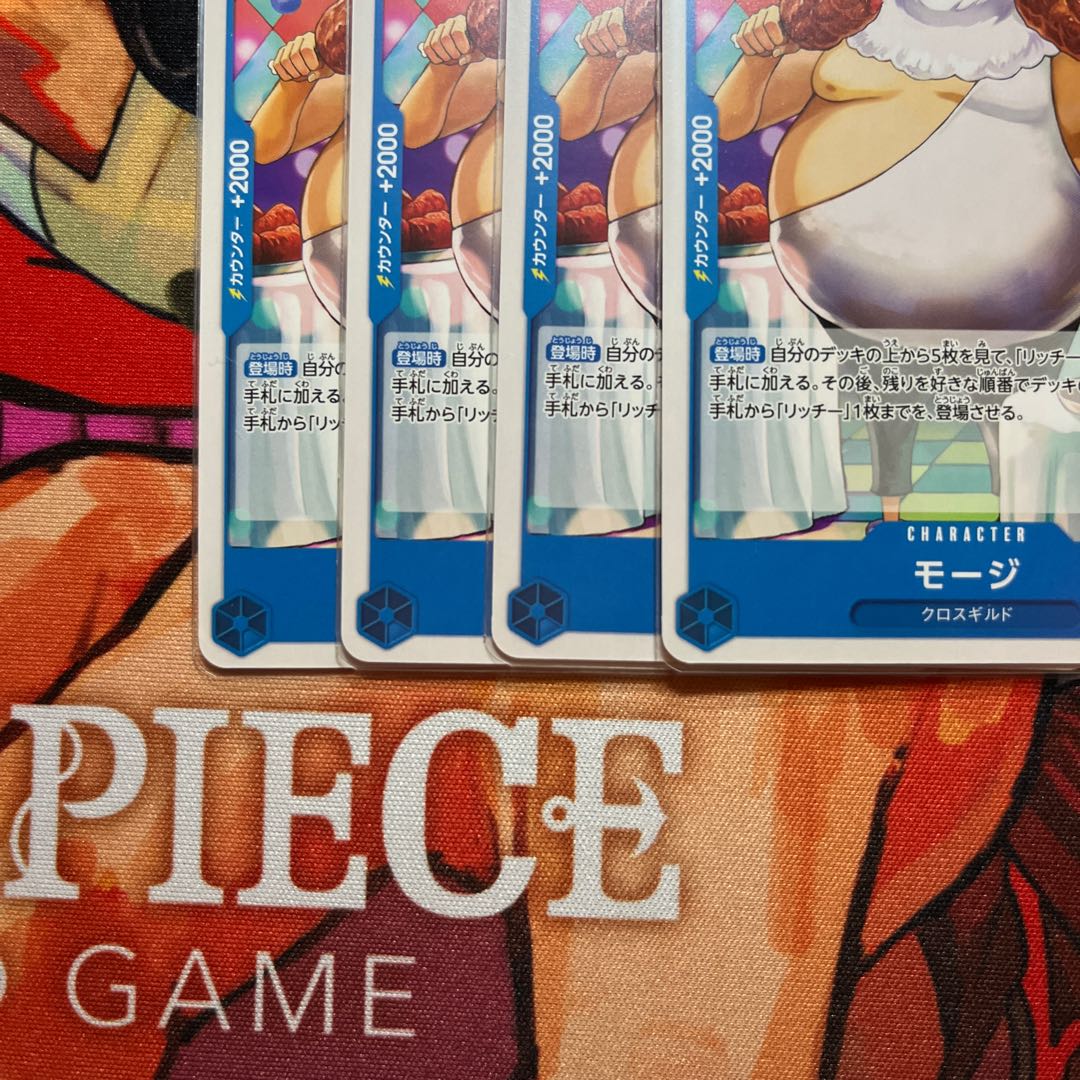 カウンター +2000
登場時 自分の
手札に加える。
手札から「リッ
カウンター +2000
登場時 自分の
手札に加える。
手札から「リッ
カウンター +2000
登場時 自分の
手札に加える。
手札から「リッチー
カウンター +2000
登場時 自分のデッキの上から5枚を見て、「リッチー
手札に加える。その後、残りを好きな順番でデッキ
手札から「リッチー」1枚までを、登場させる。
CHARACTER
モージ
クロスギルド
PIECE
GAME